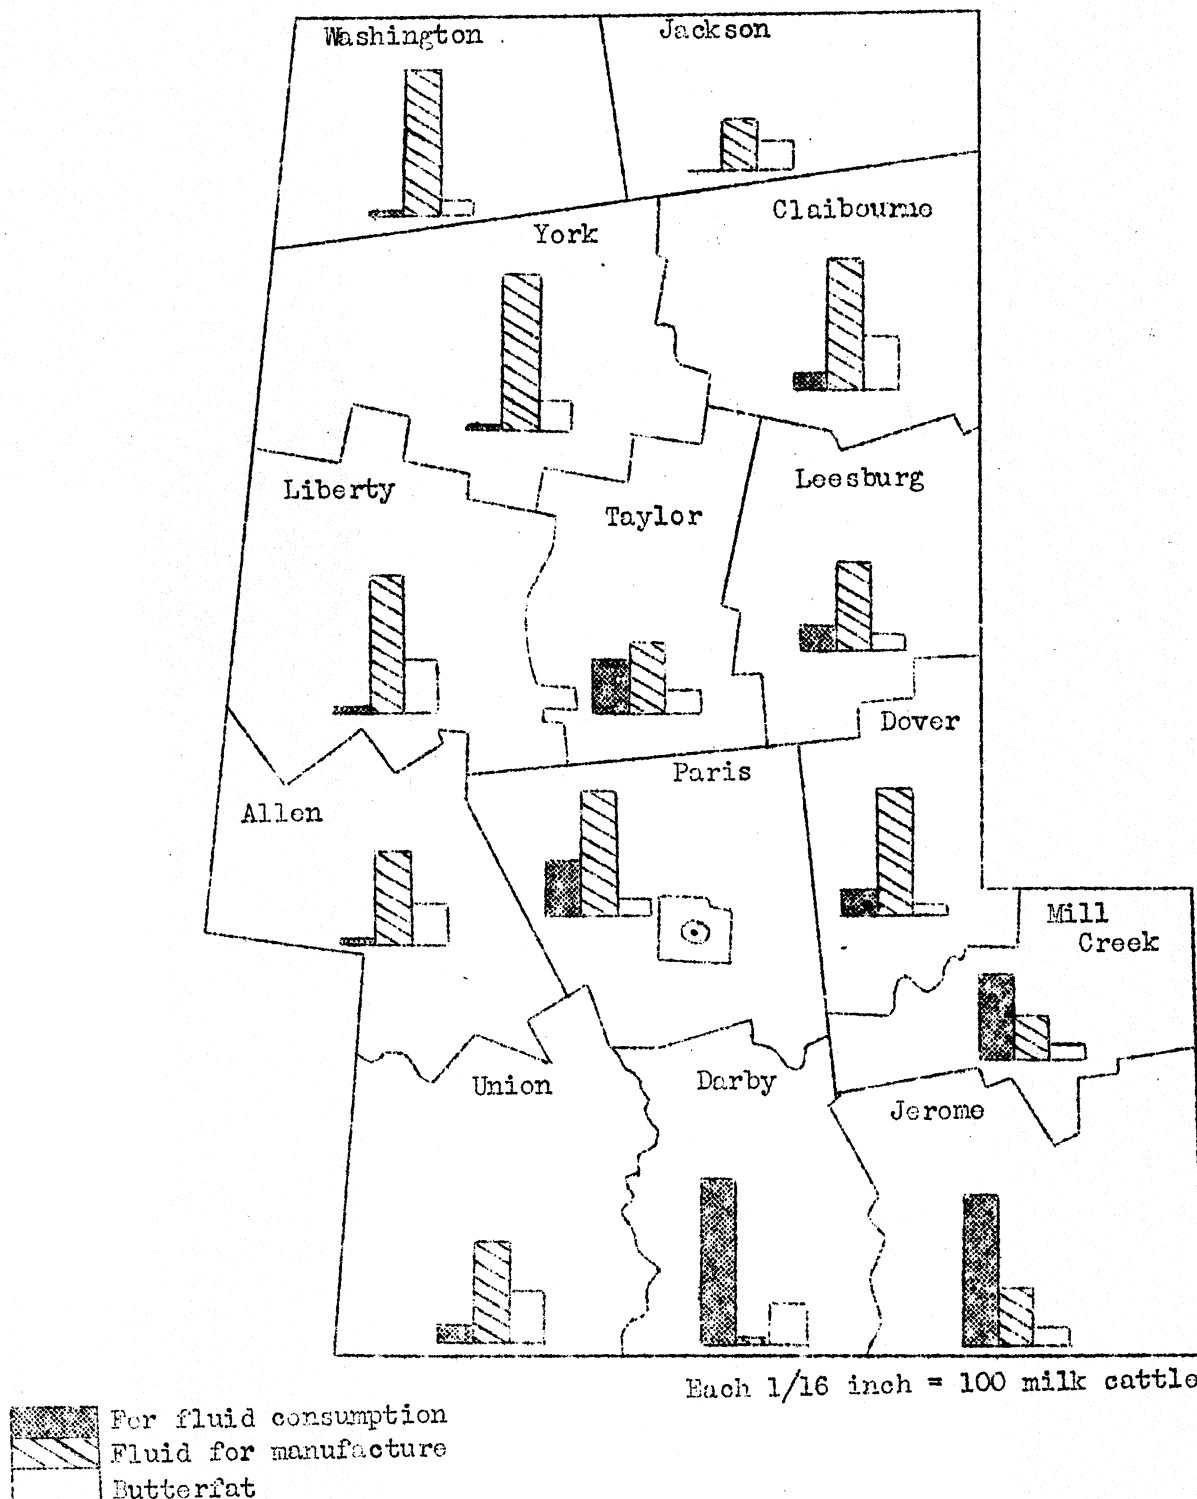 Washington
Jackson
York
Claibourne
Liberty
Taylor
Leesburg
Dover
Paris
Allen
Mill
Creek
Union
Darby
Jerome
Each 1/16 inch = 100 milk cattle
For fluid consumption
Fluid for manufacture
Butterfat